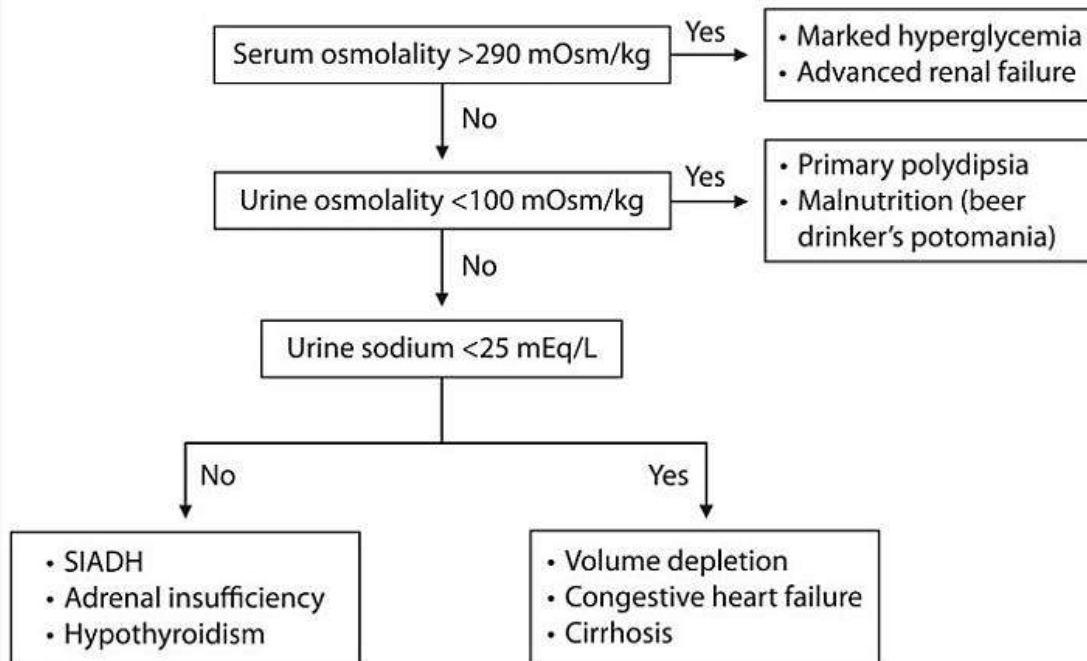 Serum osmolality >290 mOsm/kg
Yes
• Marked hyperglycemia
• Advanced renal failure
No
Urine osmolality <100 mOsm/kg
Yes
• Primary polydipsia
• Malnutrition (beer
drinker's potomania)
No
Urine sodium <25 mEq/L
No
Yes
• SIADH
• Adrenal insufficiency
• Hypothyroidism
• Volume depletion
• Congestive heart failure
• Cirrhosis